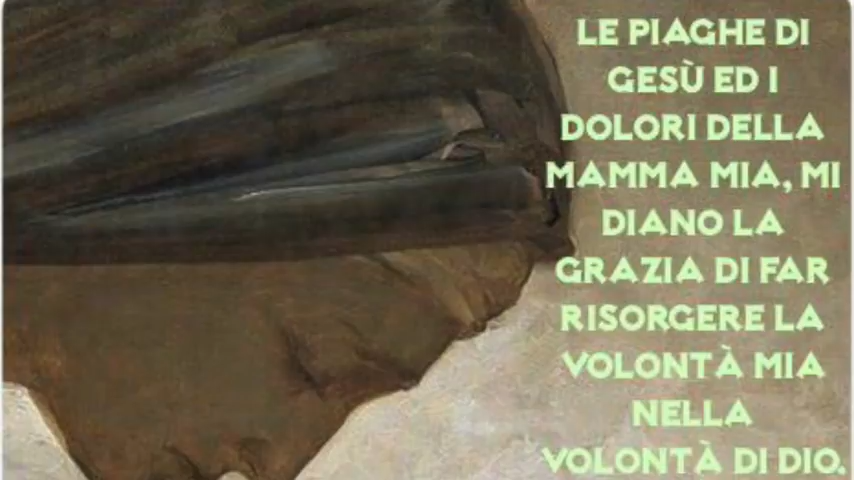 LE PIAGHE DI
GESÙ ED I
DOLORI DELLA
MAMMA MIA, MI
DIANO LA
GRAZIA DI FAR
RISORGERE LA
VOLONTÀ MIA
NELLA
VOLONTÀ DI DIO.